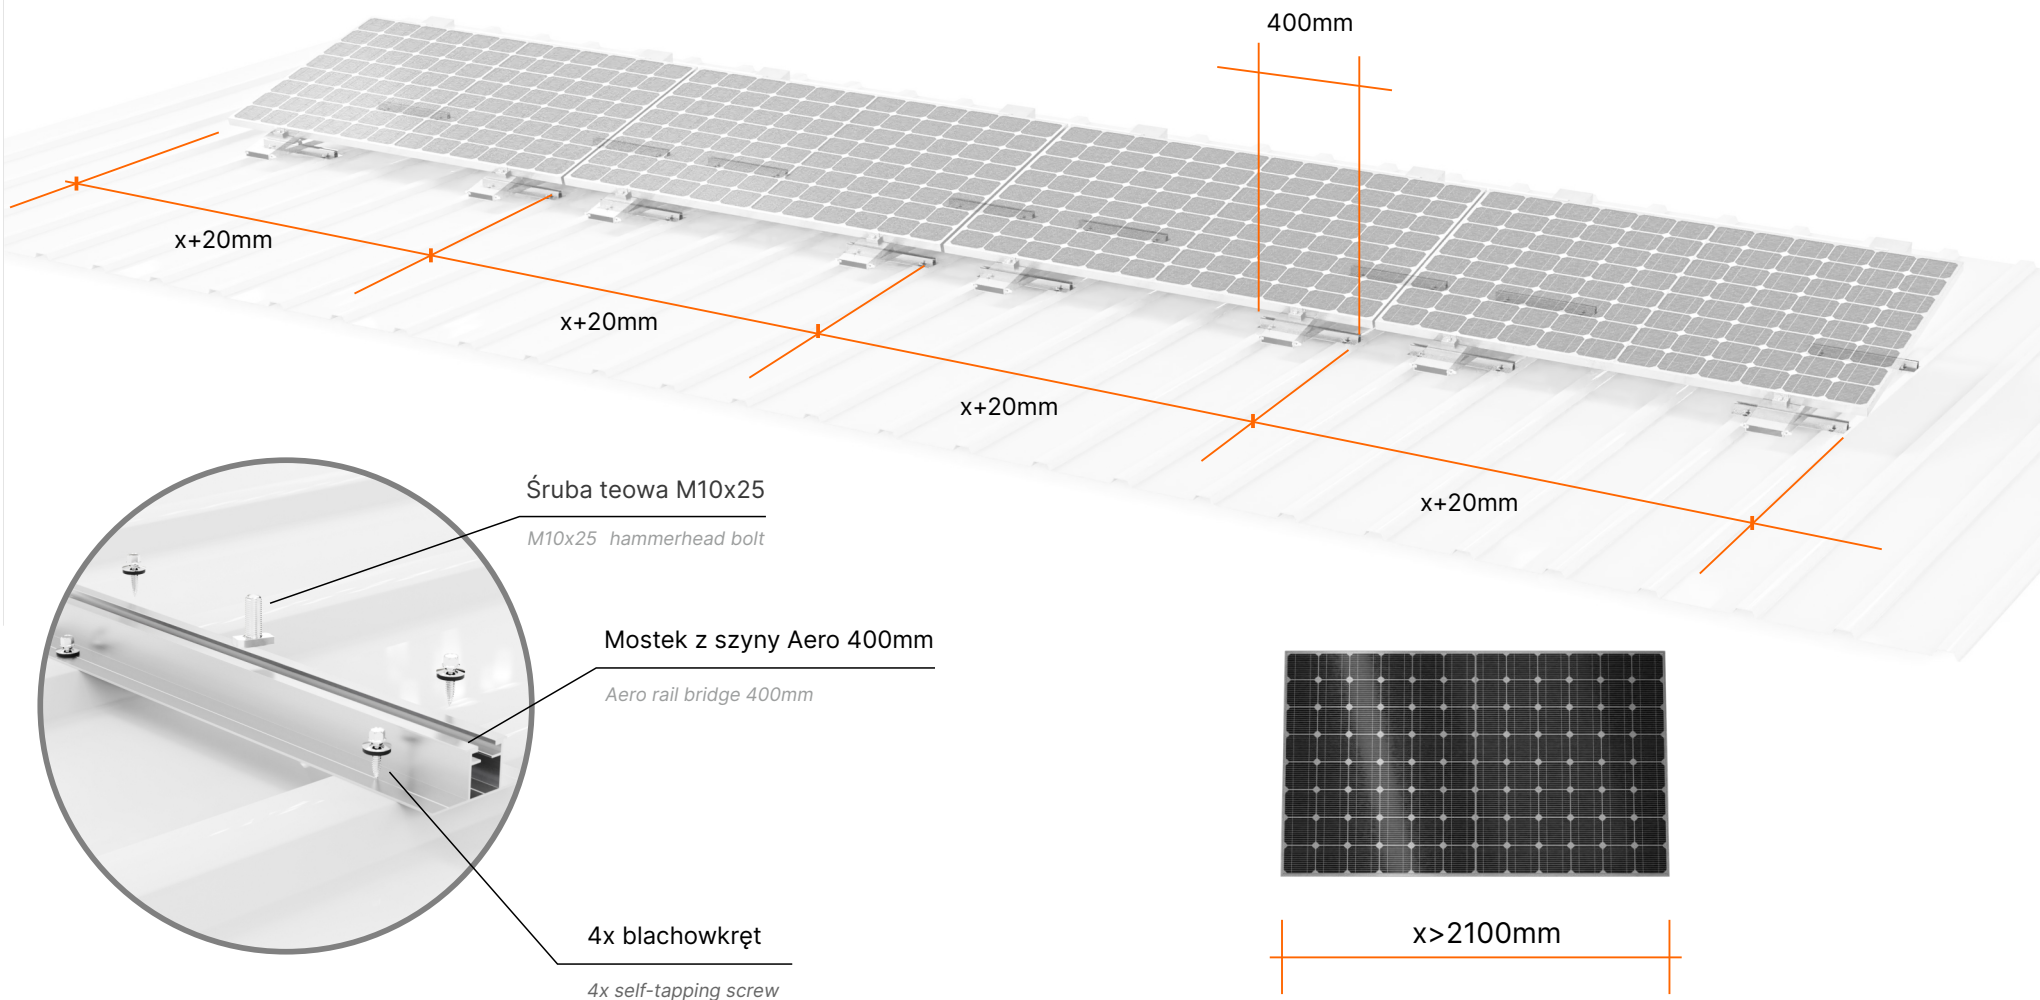 400mm
x+20mm
x+20mm
x+20mm
x+20mm
Śruba teowa M10x25
M10x25 hammerhead bolt
Mostek z szyny Aero 400mm
Aero rail bridge 400mm
4x blachowkręt
4x self-tapping screw
x>2100mm